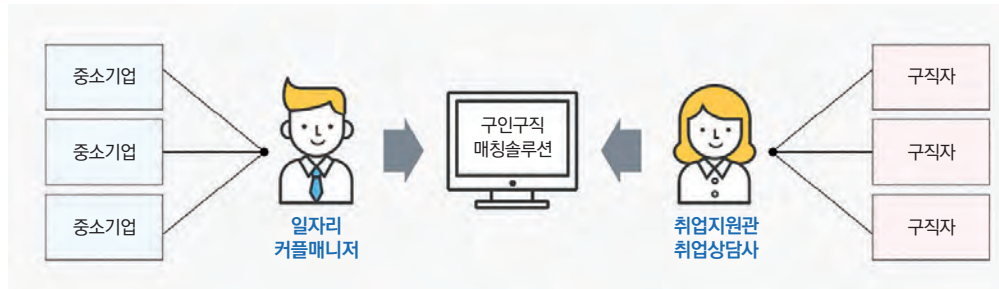 중소기업
중소기업
중소기업
일자리
커플매니저
구인구직
매칭솔루션
취업지원관
취업상담사
구직자
구직자
구직자